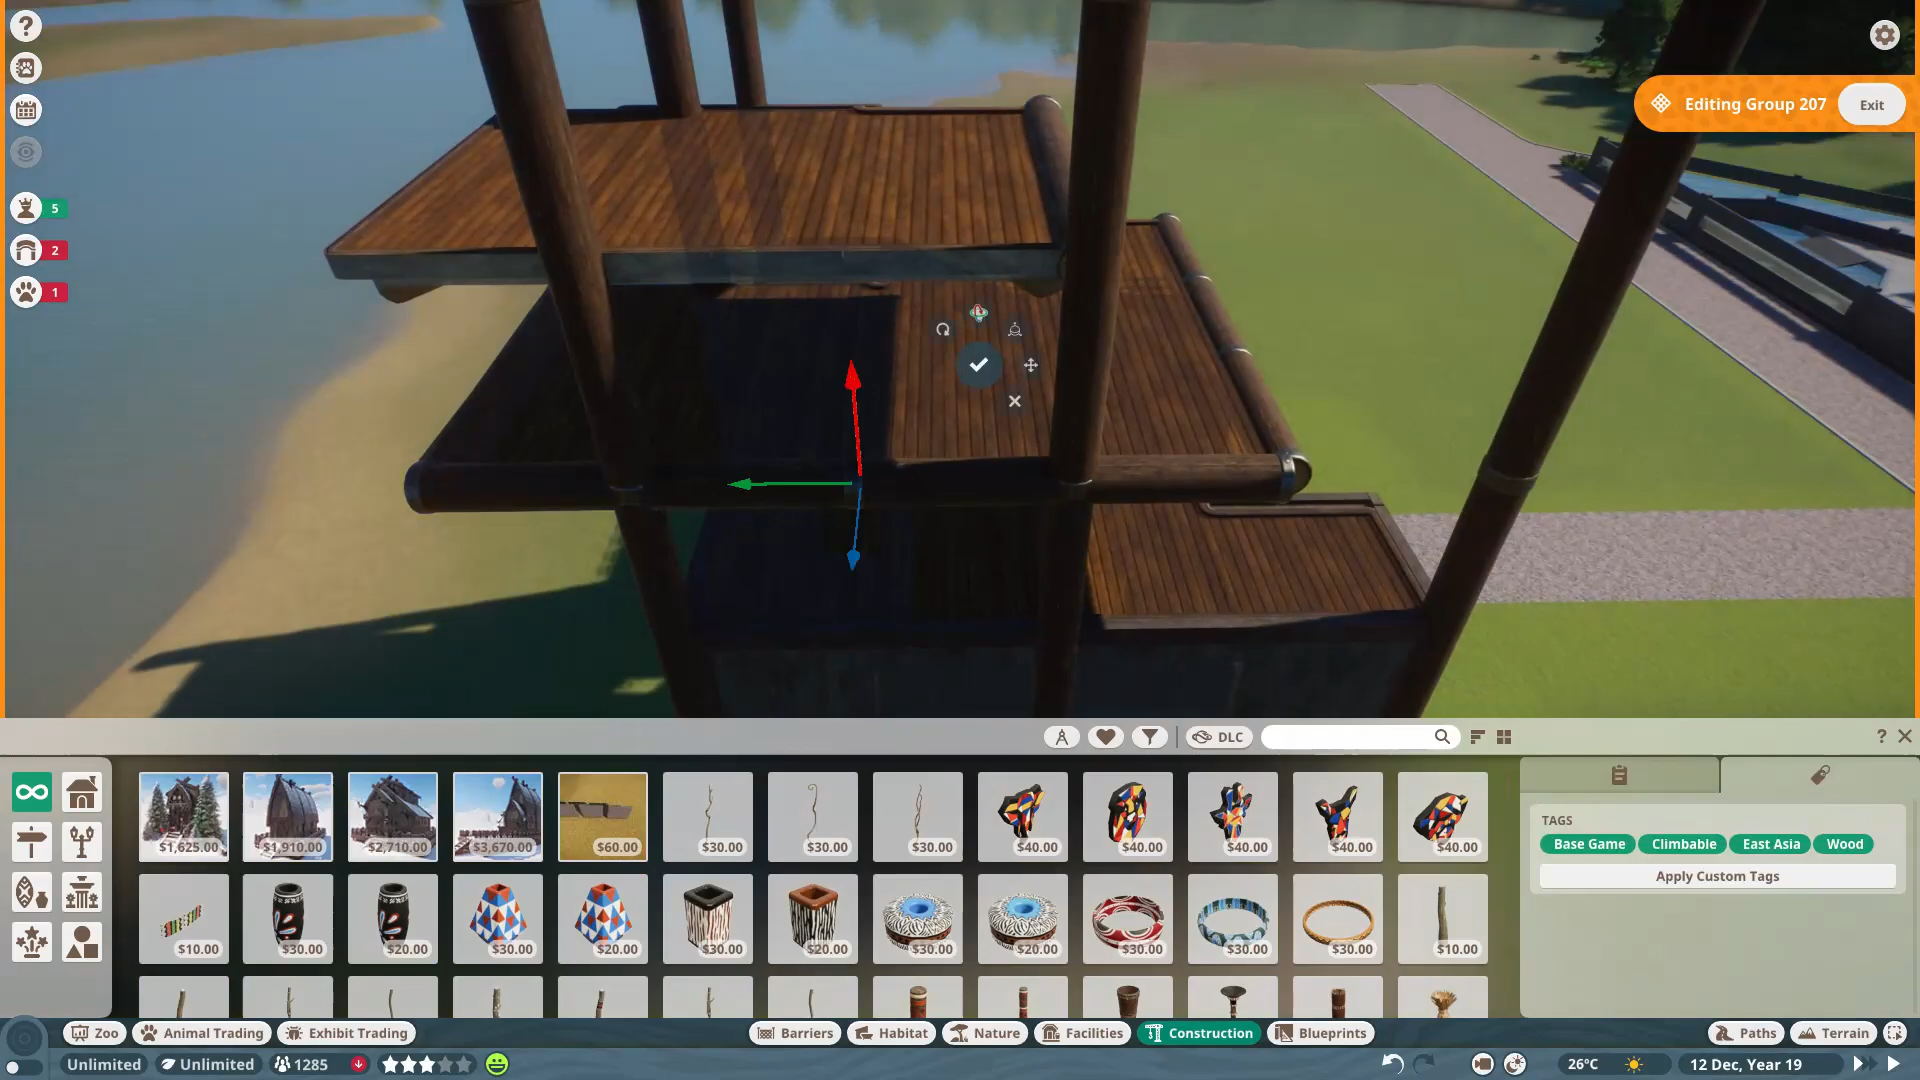 ?
Editing Group 207
Exit
5
2
1
DLC
?
$1,625.00
$1,910.00
$2,710.00
$3,670.00
$60.00
$30.00
$30.00
$30.00
$40.00
$40.00
$40.00
$40.00
$40.00
$10.00
$30.00
$20.00
$30.00
$20.00
$30.00
$20.00
$30.00
$20.00
$30.00
$30.00
$30.00
$10.00
TAGS
Base Game
Climbable
East Asia
Wood
Apply Custom Tags
Zoo
Animal Trading
Exhibit Trading
Barriers
Habitat
Nature
Facilities
Construction
Blueprints
Paths
Terrain
Unlimited
Unlimited
1285
26°C
12 Dec, Year 19